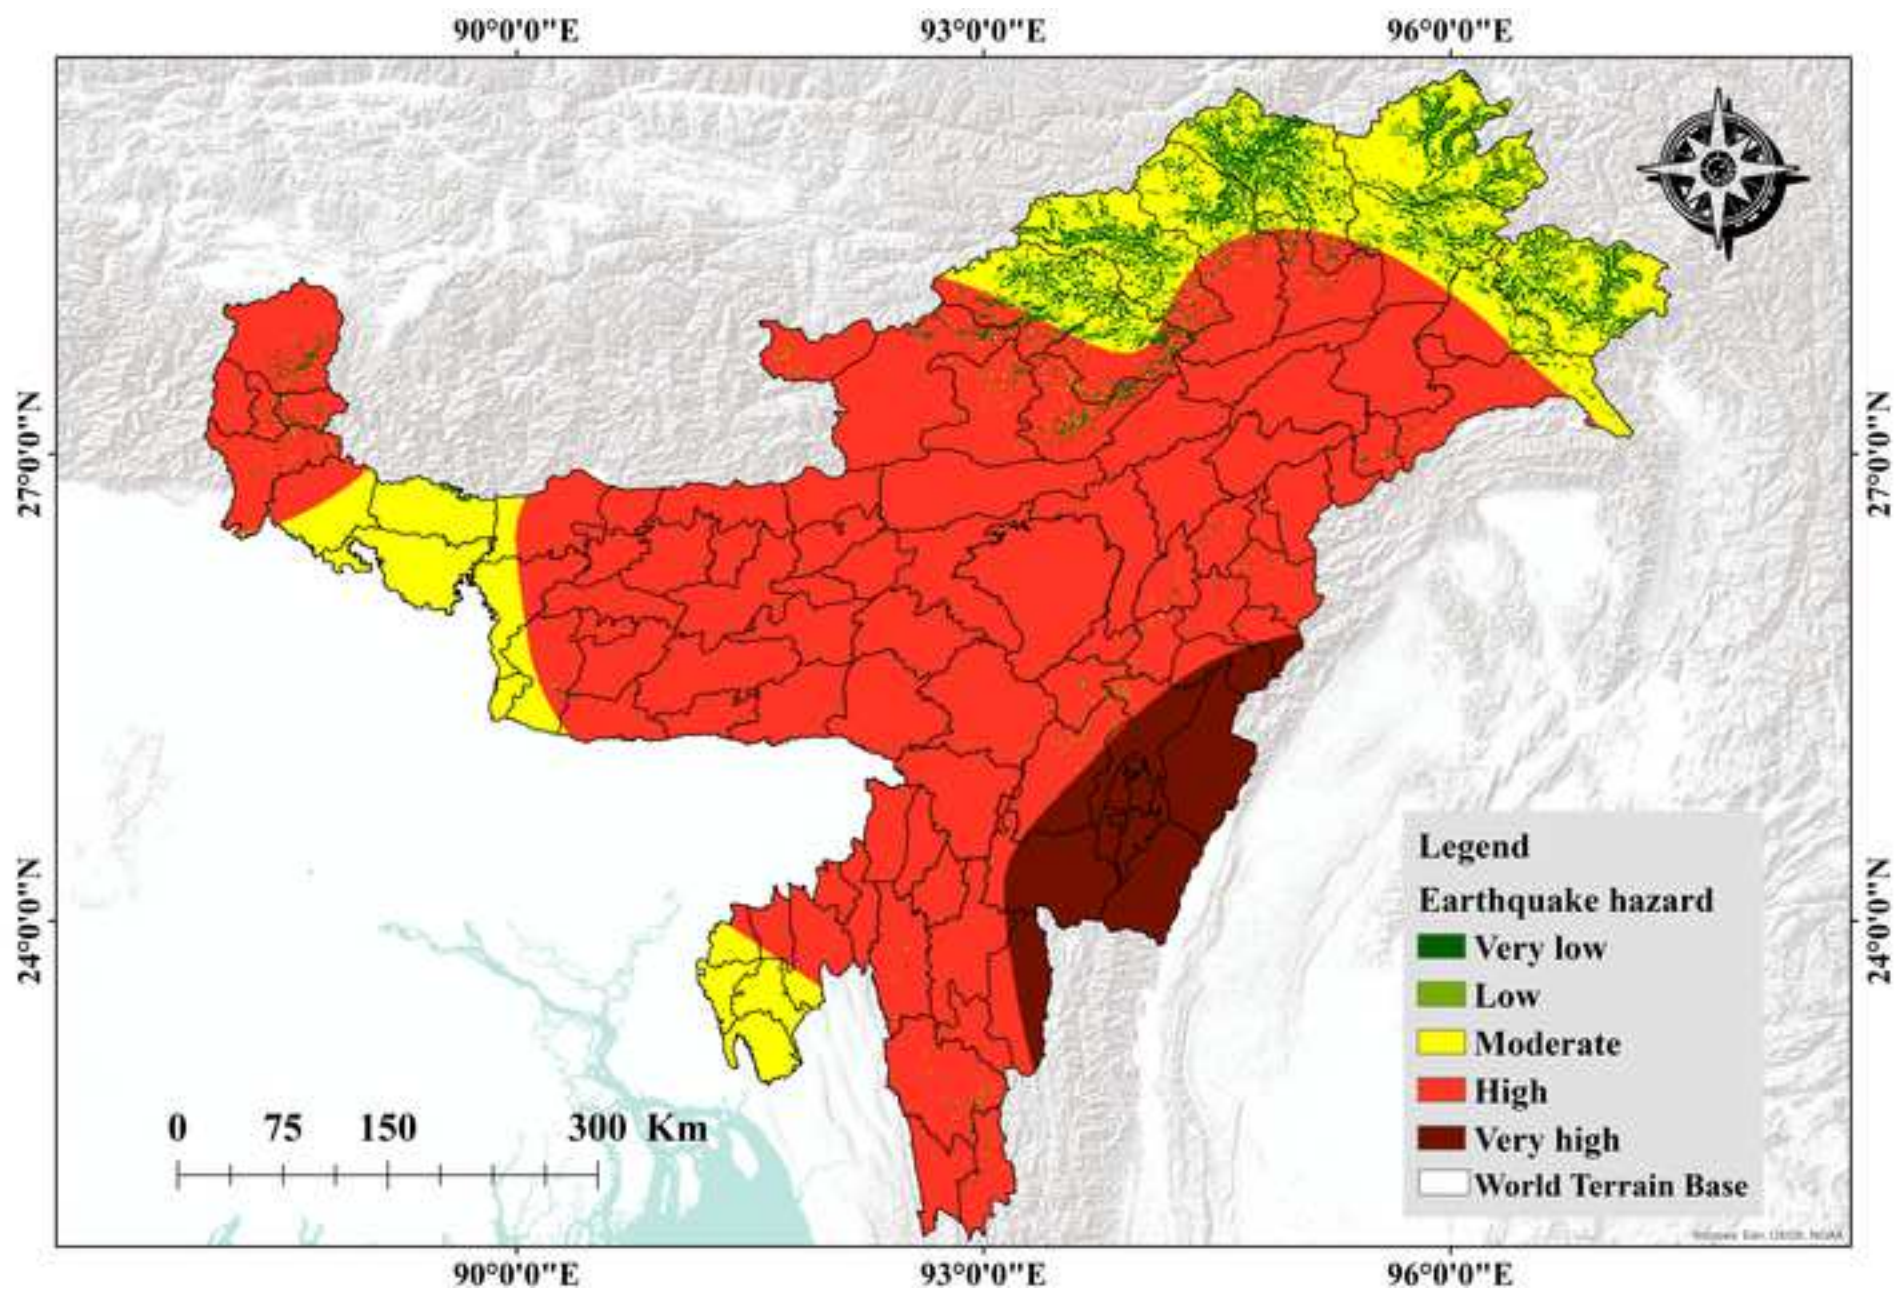 90°0'0"E 93°0'0"E 96°0'0"E
27°0'0"N 27°0'0"N
24°0'0"N 24°0'0"N
Legend
Earthquake hazard
Very low
Low
Moderate
High
Very high
World Terrain Base
0 75 150 300 Km
90°0'0"E 93°0'0"E 96°0'0"E